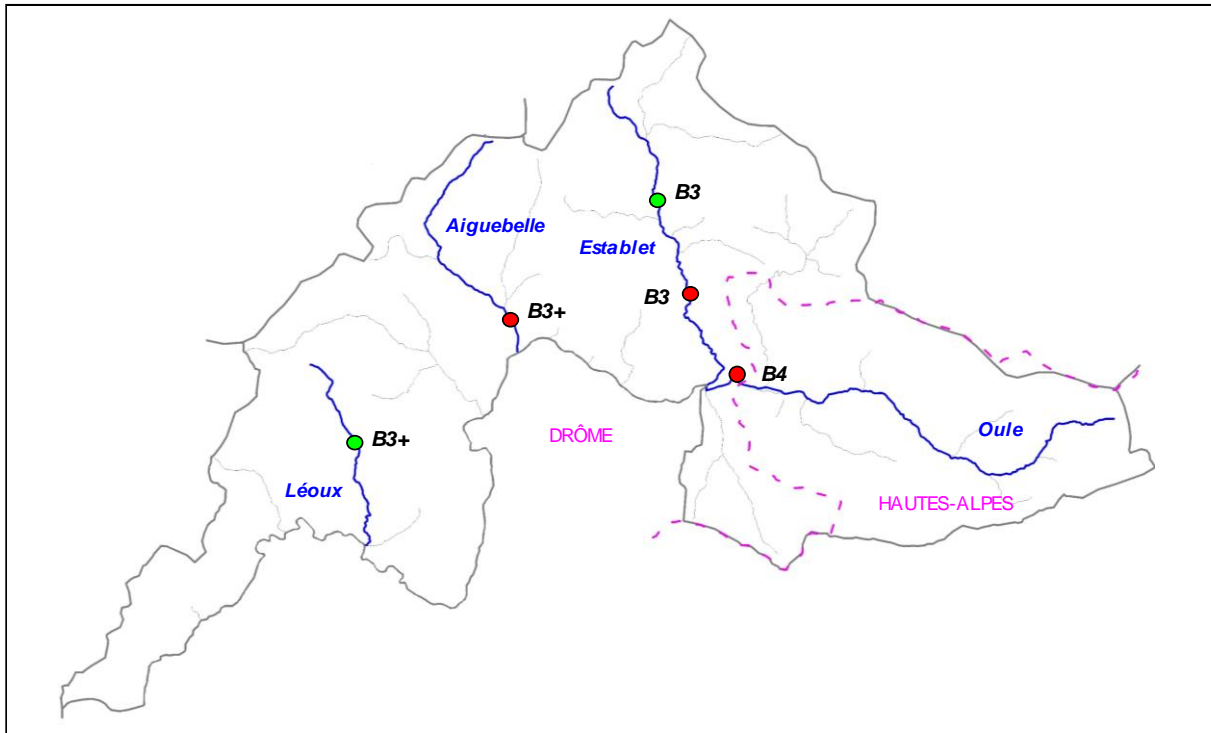 B3
Aiguebelle
Establet
B3
B3+
B4
DRÔME
Oule
B3+
Léoux
HAUTES-ALPES